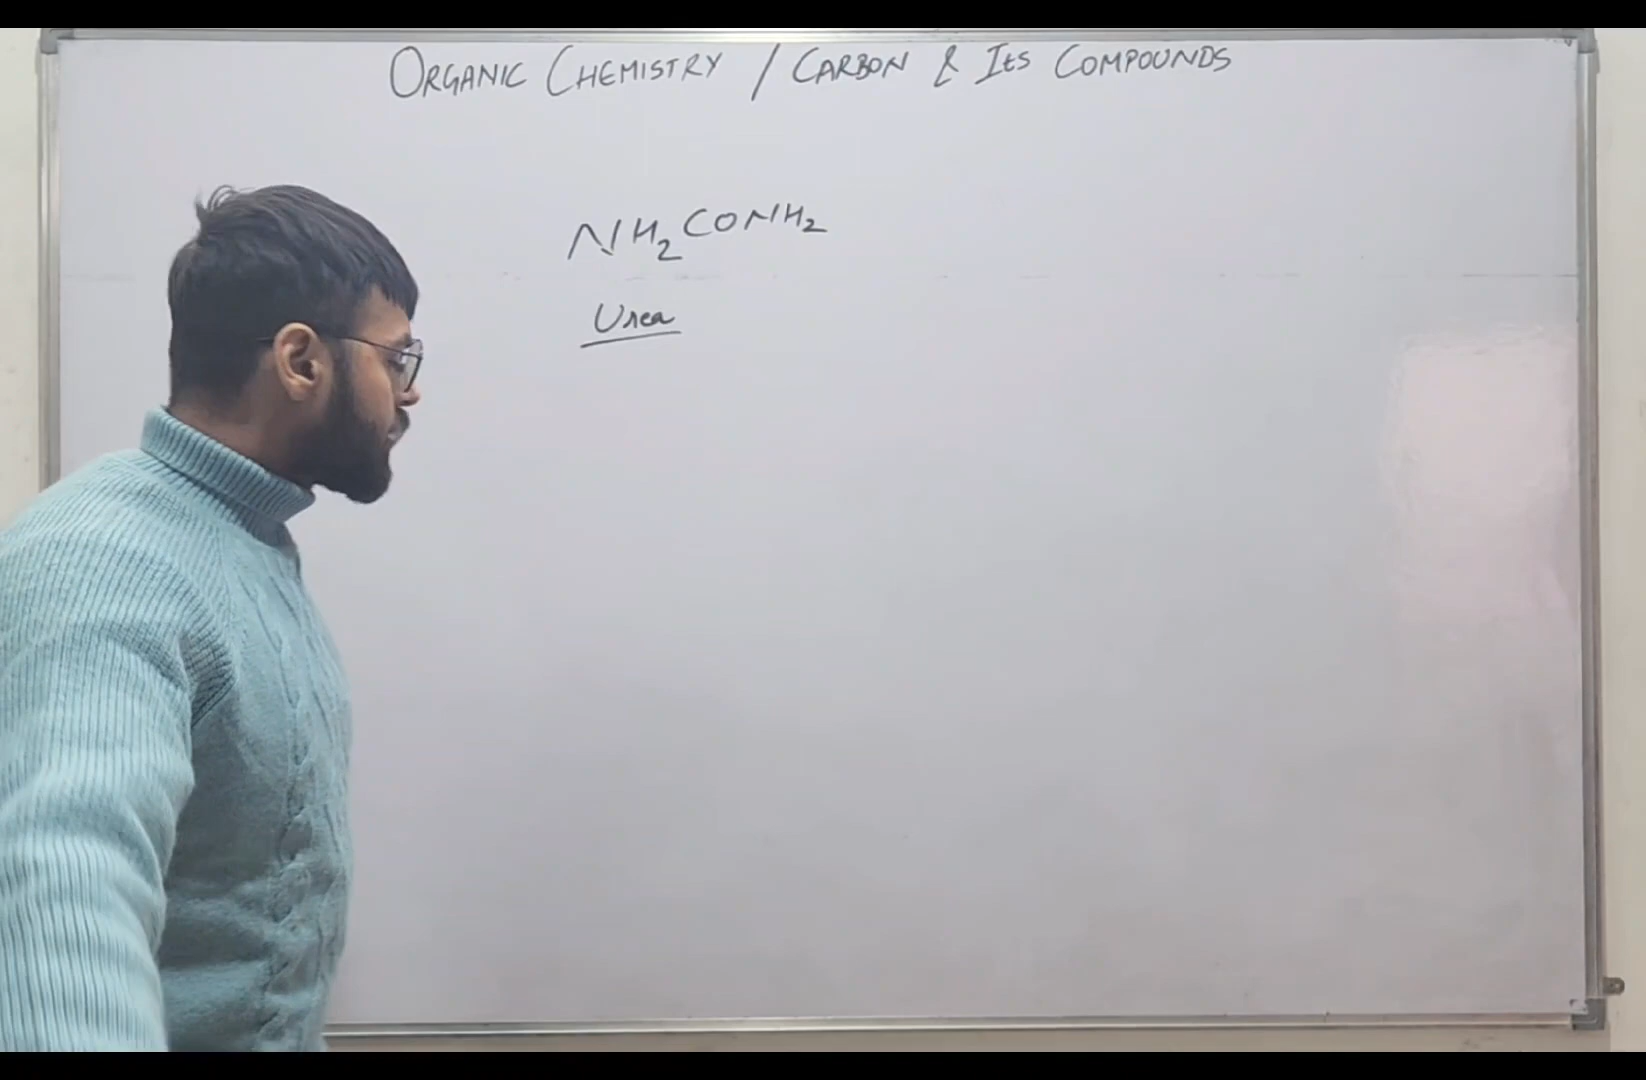 ORGANIC CHEMISTRY / CARBON & ITS COMPOUNDS
NH₂CONH₂
Urea